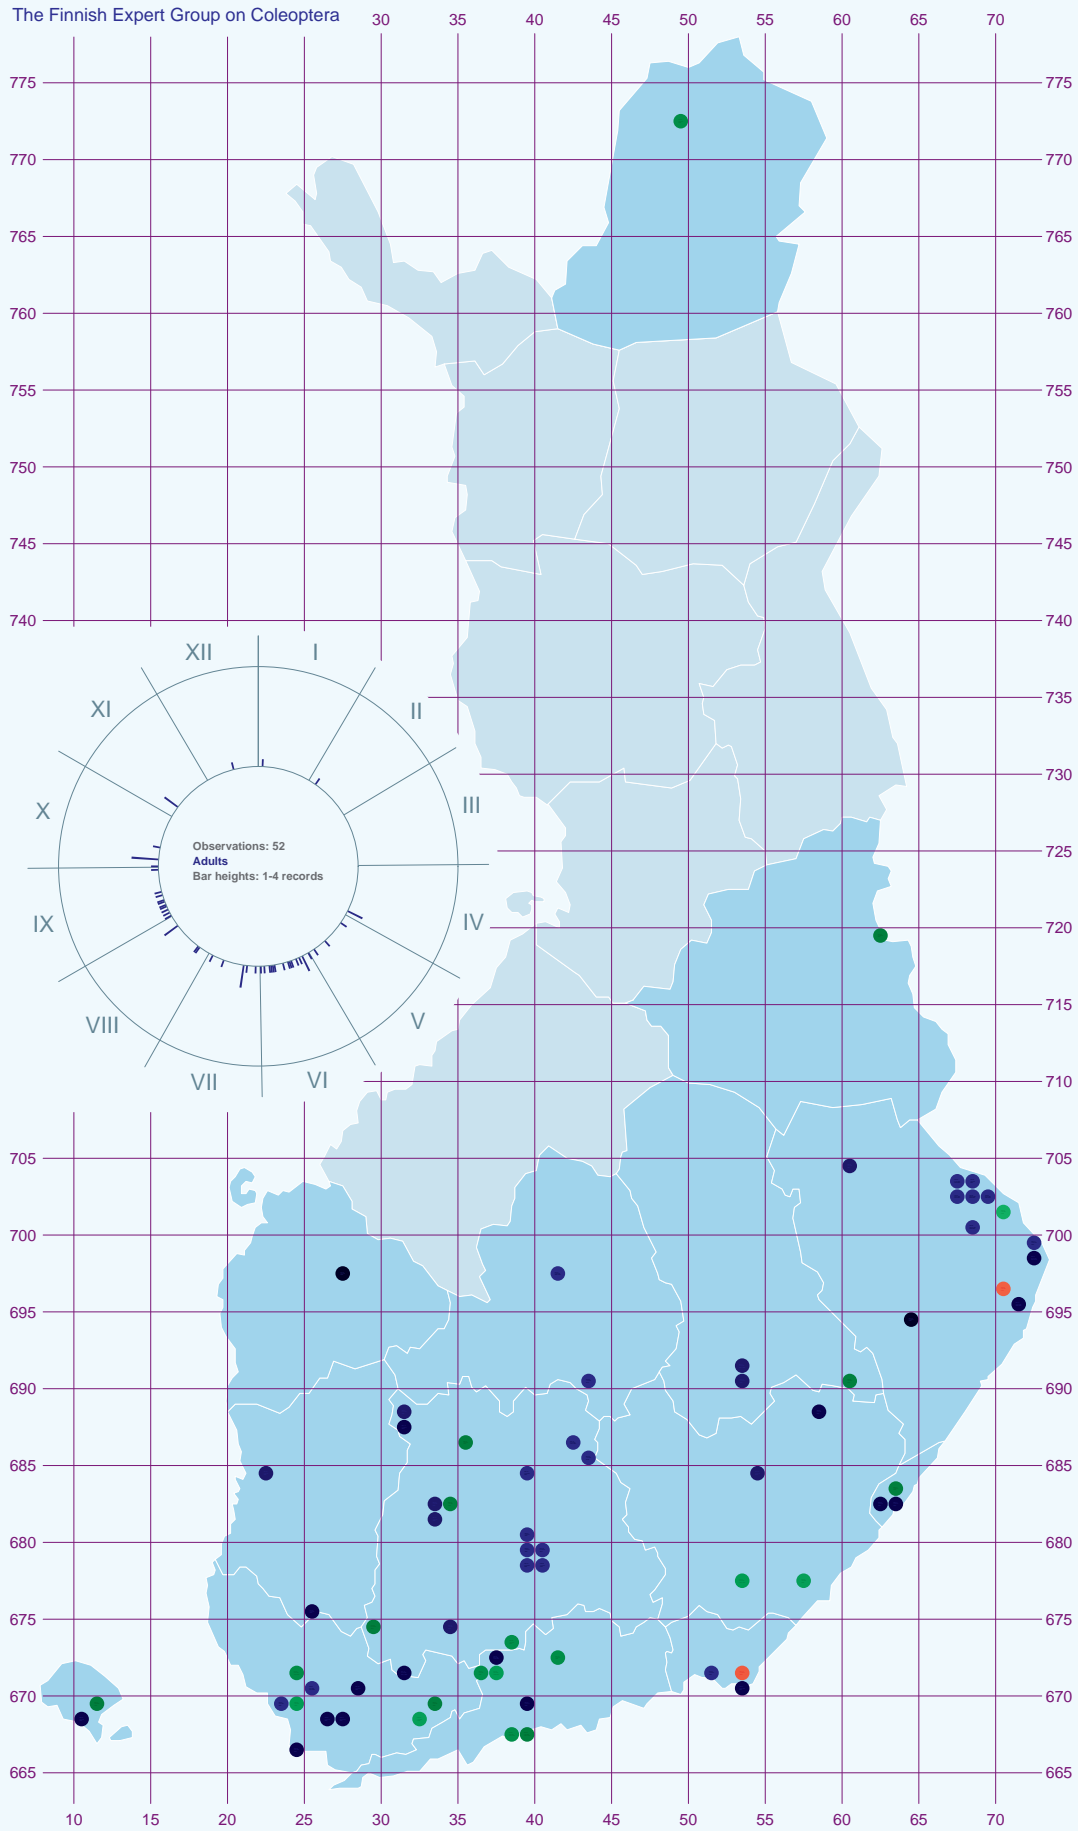 The Finnish Expert Group on Coleoptera
30 35 40 45 50 55 60 65 70
775 775
770 770
765 765
760 760
755 755
750 750
745 745
740 740
735
730
725
720
715
710
705 705
700 700
695 695
690 690
685 685
680 680
675 675
670 670
665 665
XII I
XI II
X III
IX IV
VIII V
VII VI
Observations: 52
Adults
Bar heights: 1-4 records
10 15 20 25 30 35 40 45 50 55 60 65 70